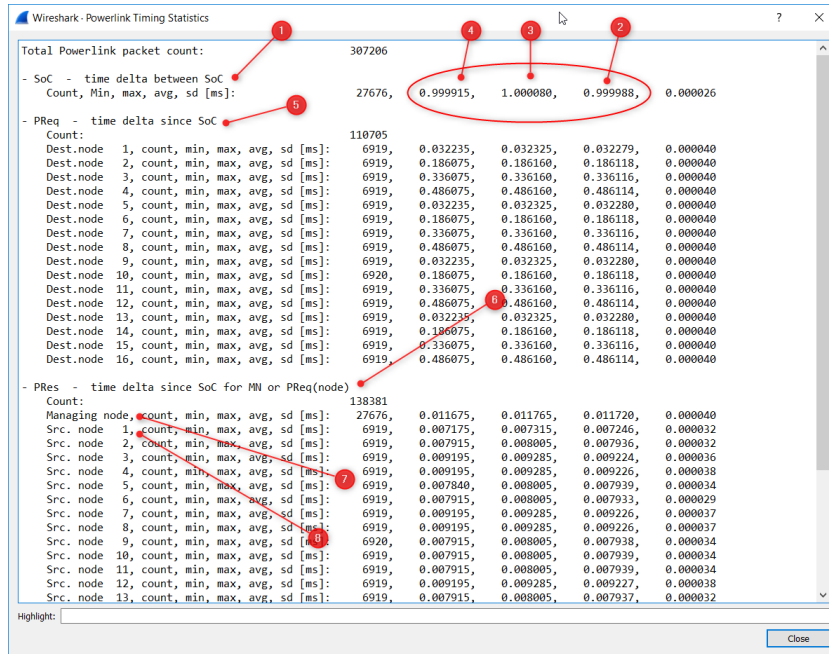 Wireshark · Powerlink Timing Statistics ? ×
1 4 3 2
Total Powerlink packet count: 307206
- SoC - time delta between SoC
Count, Min, max, avg, sd [ms]: 27676, 0.999915, 1.000080, 0.999988, 0.000026
5
- PReq - time delta since SoC
Count: 110705
Dest.node 1, count, min, max, avg, sd [ms]: 6919, 0.032235, 0.032325, 0.032279, 0.000040
Dest.node 2, count, min, max, avg, sd [ms]: 6919, 0.186075, 0.186160, 0.186118, 0.000040
Dest.node 3, count, min, max, avg, sd [ms]: 6919, 0.336075, 0.336160, 0.336116, 0.000040
Dest.node 4, count, min, max, avg, sd [ms]: 6919, 0.486075, 0.486160, 0.486114, 0.000040
Dest.node 5, count, min, max, avg, sd [ms]: 6919, 0.032235, 0.032325, 0.032280, 0.000040
Dest.node 6, count, min, max, avg, sd [ms]: 6919, 0.186075, 0.186160, 0.186118, 0.000040
Dest.node 7, count, min, max, avg, sd [ms]: 6919, 0.336075, 0.336160, 0.336116, 0.000040
Dest.node 8, count, min, max, avg, sd [ms]: 6919, 0.486075, 0.486160, 0.486114, 0.000040
Dest.node 9, count, min, max, avg, sd [ms]: 6919, 0.032235, 0.032325, 0.032280, 0.000040
Dest.node 10, count, min, max, avg, sd [ms]: 6920, 0.186075, 0.186160, 0.186118, 0.000040
Dest.node 11, count, min, max, avg, sd [ms]: 6919, 0.336075, 0.336160, 0.336116, 0.000040
Dest.node 12, count, min, max, avg, sd [ms]: 6919, 0.486075, 0.486160, 0.486114, 0.000040
6
Dest.node 13, count, min, max, avg, sd [ms]: 6919, 0.032235, 0.032325, 0.032280, 0.000040
Dest.node 14, count, min, max, avg, sd [ms]: 6919, 0.186075, 0.186160, 0.186118, 0.000040
Dest.node 15, count, min, max, avg, sd [ms]: 6919, 0.336075, 0.336160, 0.336116, 0.000040
Dest.node 16, count, min, max, avg, sd [ms]: 6919, 0.486075, 0.486160, 0.486114, 0.000040
- PRes - time delta since SoC for MN or PReq(node)
Count: 138381
Managing node, count, min, max, avg, sd [ms]: 27676, 0.011675, 0.011765, 0.011720, 0.000040
Src. node 1, count, min, max, avg, sd [ms]: 6919, 0.007175, 0.007315, 0.007246, 0.000032
Src. node 2, count, min, max, avg, sd [ms]: 6919, 0.007915, 0.008005, 0.007936, 0.000032
Src. node 3, count, min, max, avg, sd [ms]: 6919, 0.009195, 0.009285, 0.009224, 0.000036
Src. node 4, count, min, max, avg, sd [ms]: 6919, 0.009195, 0.009285, 0.009226, 0.000038
7
Src. node 5, count, min, max, avg, sd [ms]: 6919, 0.007840, 0.008005, 0.007939, 0.000034
Src. node 6, count, min, max, avg, sd [ms]: 6919, 0.007915, 0.008005, 0.007933, 0.000029
Src. node 7, count, min, max, avg, sd [ms]: 6919, 0.009195, 0.009285, 0.009226, 0.000037
Src. node 8, count, min, max, avg, sd [ms]: 6919, 0.009195, 0.009285, 0.009226, 0.000037
8
Src. node 9, count, min, max, avg, sd [ms]: 6920, 0.007915, 0.008005, 0.007938, 0.000034
Src. node 10, count, min, max, avg, sd [ms]: 6919, 0.007915, 0.008005, 0.007939, 0.000034
Src. node 11, count, min, max, avg, sd [ms]: 6919, 0.007915, 0.008005, 0.007939, 0.000034
Src. node 12, count, min, max, avg, sd [ms]: 6919, 0.009195, 0.009285, 0.009227, 0.000038
Src. node 13, count, min, max, avg, sd [ms]: 6919, 0.007915, 0.008005, 0.007937, 0.000032
Highlight:
Close